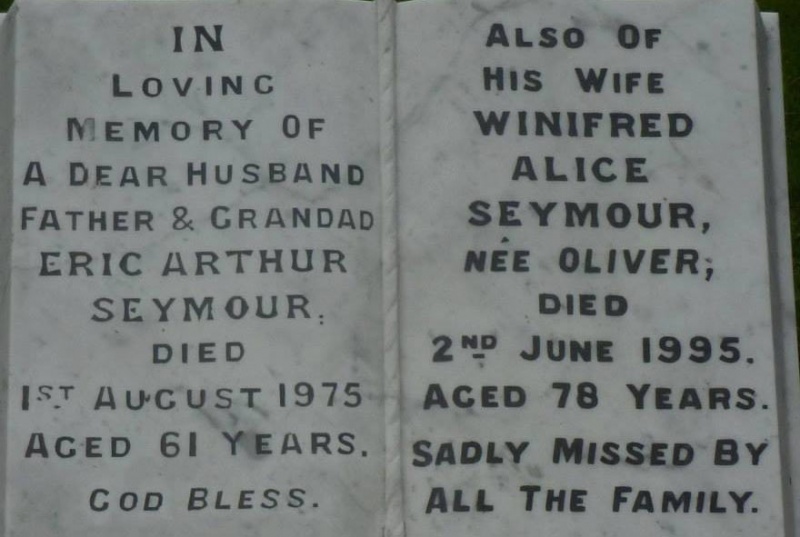 IN
LOVING
MEMORY OF
A DEAR HUSBAND
FATHER & GRANDAD
ERIC ARTHUR
SEYMOUR.
DIED
1ST AUGUST 1975
AGED 61 YEARS.
GOD BLESS.
ALSO OF
HIS WIFE
WINIFRED
ALICE
SEYMOUR,
NÉE OLIVER;
DIED
2ND JUNE 1995.
AGED 78 YEARS.
SADLY MISSED BY
ALL THE FAMILY.